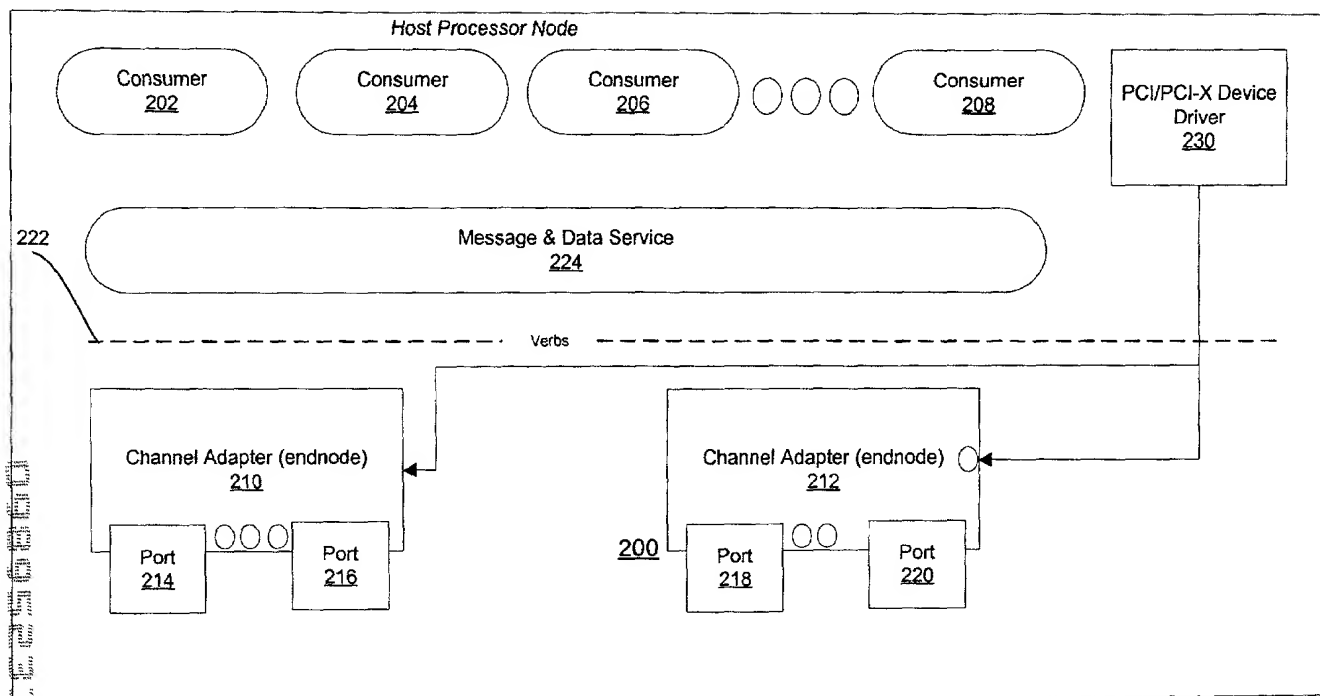 Host Processor Node
Consumer
202
Consumer
204
Consumer
206
Consumer
208
PCI/PCI-X Device
Driver
230
222
Message & Data Service
224
Verbs
Channel Adapter (endnode)
210
Channel Adapter (endnode)
212
Port
214
Port
216
200
Port
218
Port
220